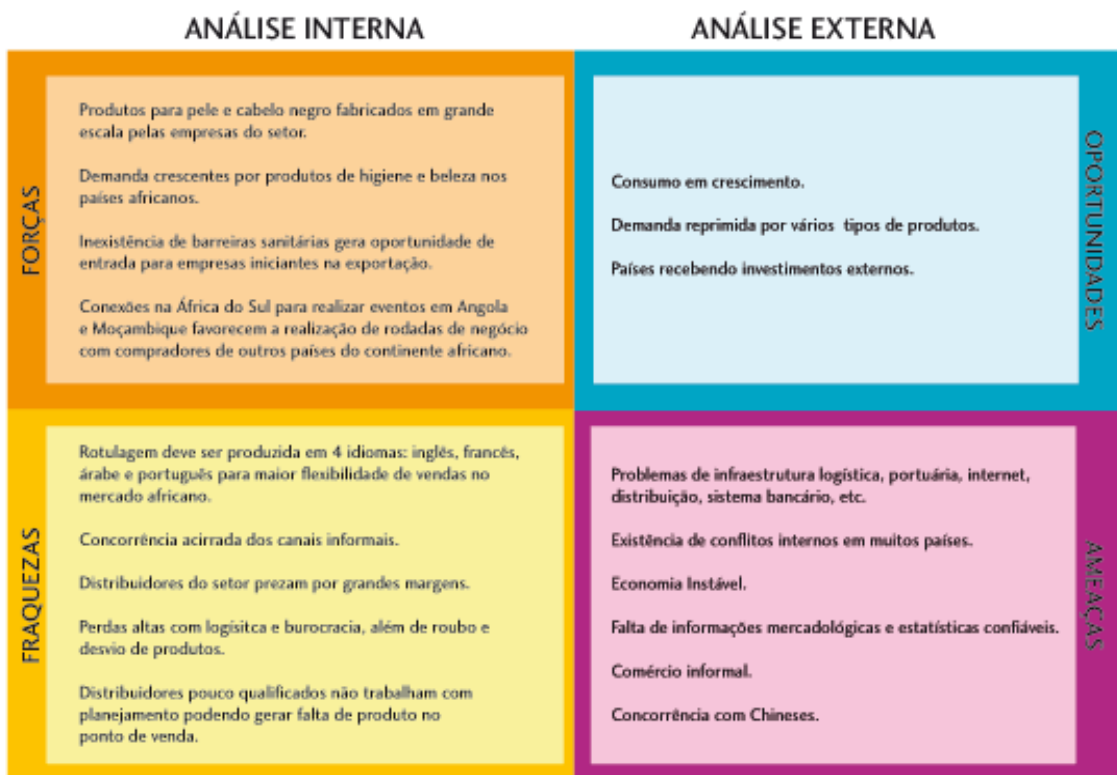 ANÁLISE INTERNA
ANÁLISE EXTERNA
FORÇAS
Produtos para pele e cabelo negro fabricados em grande
escala pelas empresas do setor.
Demanda crescentes por produtos de higiene e beleza nos
países africanos.
Inexistência de barreiras sanitárias gera oportunidade de
entrada para empresas iniciantes na exportação.
Conexões na África do Sul para realizar eventos em Angola
e Moçambique favorecem a realização de rodadas de negócio
com compradores de outros países do continente africano.
OPORTUNIDADES
Consumo em crescimento.
Demanda reprimida por vários tipos de produtos.
Países recebendo investimentos externos.
FRAQUEZAS
Rotulagem deve ser produzida em 4 idiomas: inglês, francês,
árabe e português para maior flexibilidade de vendas no
mercado africano.
Concorrência acirrada dos canais informais.
Distribuidores do setor prezam por grandes margens.
Perdas altas com logísitca e burocracia, além de roubo e
desvio de produtos.
Distribuidores pouco qualificados não trabalham com
planejamento podendo gerar falta de produto no
ponto de venda.
AMEAÇAS
Problemas de infraestrutura logística, portuária, internet,
distribuição, sistema bancário, etc.
Existência de conflitos internos em muitos países.
Economia Instável.
Falta de informações mercadológicas e estatísticas confiáveis.
Comércio informal.
Concorrência com Chineses.